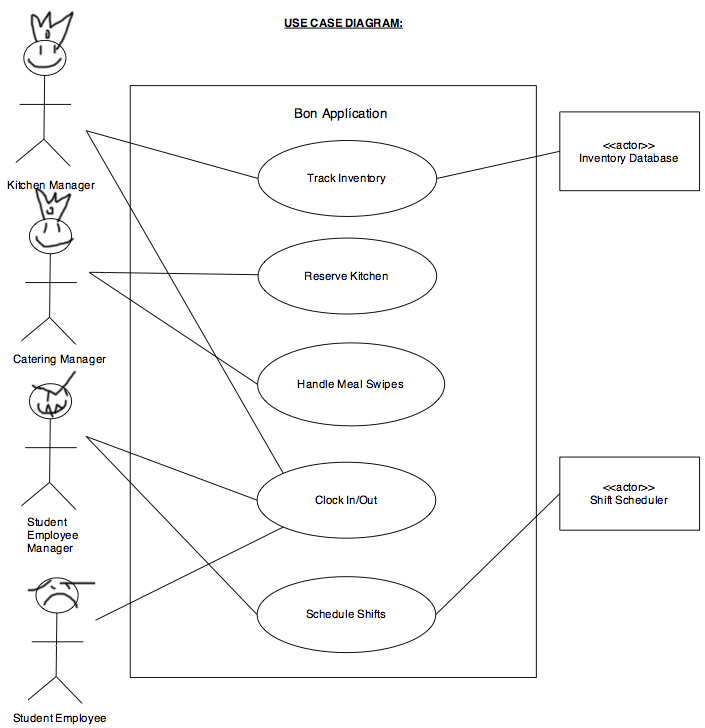 USE CASE DIAGRAM:
Bon Applícation
<<actor>>
Inventory Database
Track Inventory
Kitchen Manager
Reserve Kitchen
Catering Manager
Handle Meal Swipes
<<actor>>
Shift Scheduler
Clock In/Out
Student
Employee
Manager
Schedule Shifts
Student Employee